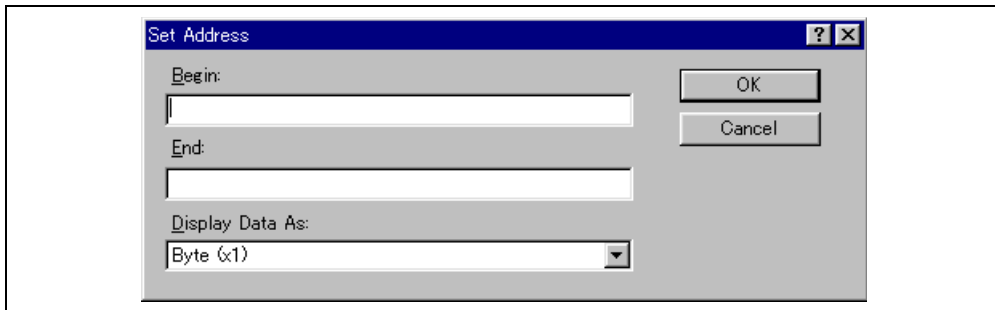 Set Address
Begin:
OK
Cancel
End:
Display Data As:
Byte (x1)